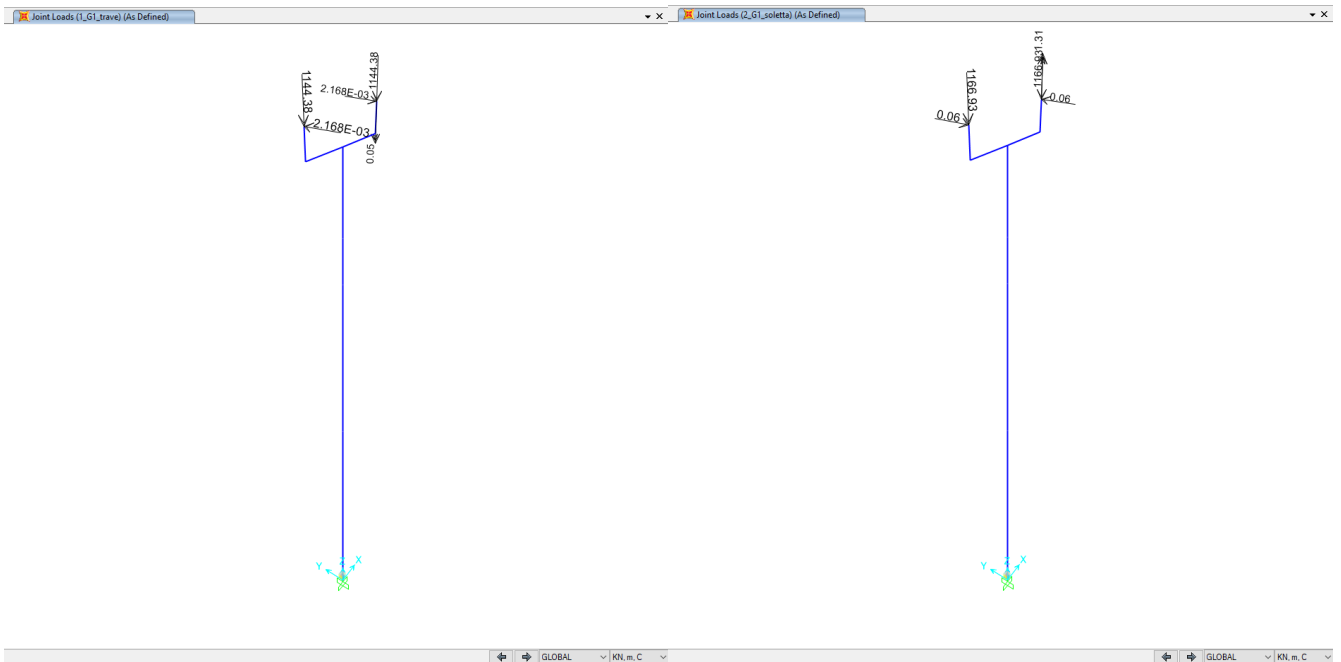 Joint Loads (1_G1_trave) (As Defined)
1144.38
1144.38
2.168E-03
2.168E-03
0.05
Y
Z
X
GLOBAL
KN, m, C
Joint Loads (2_G1_soletta) (As Defined)
1166.93
0.06
0.06
Y
Z
X
GLOBAL
KN, m, C